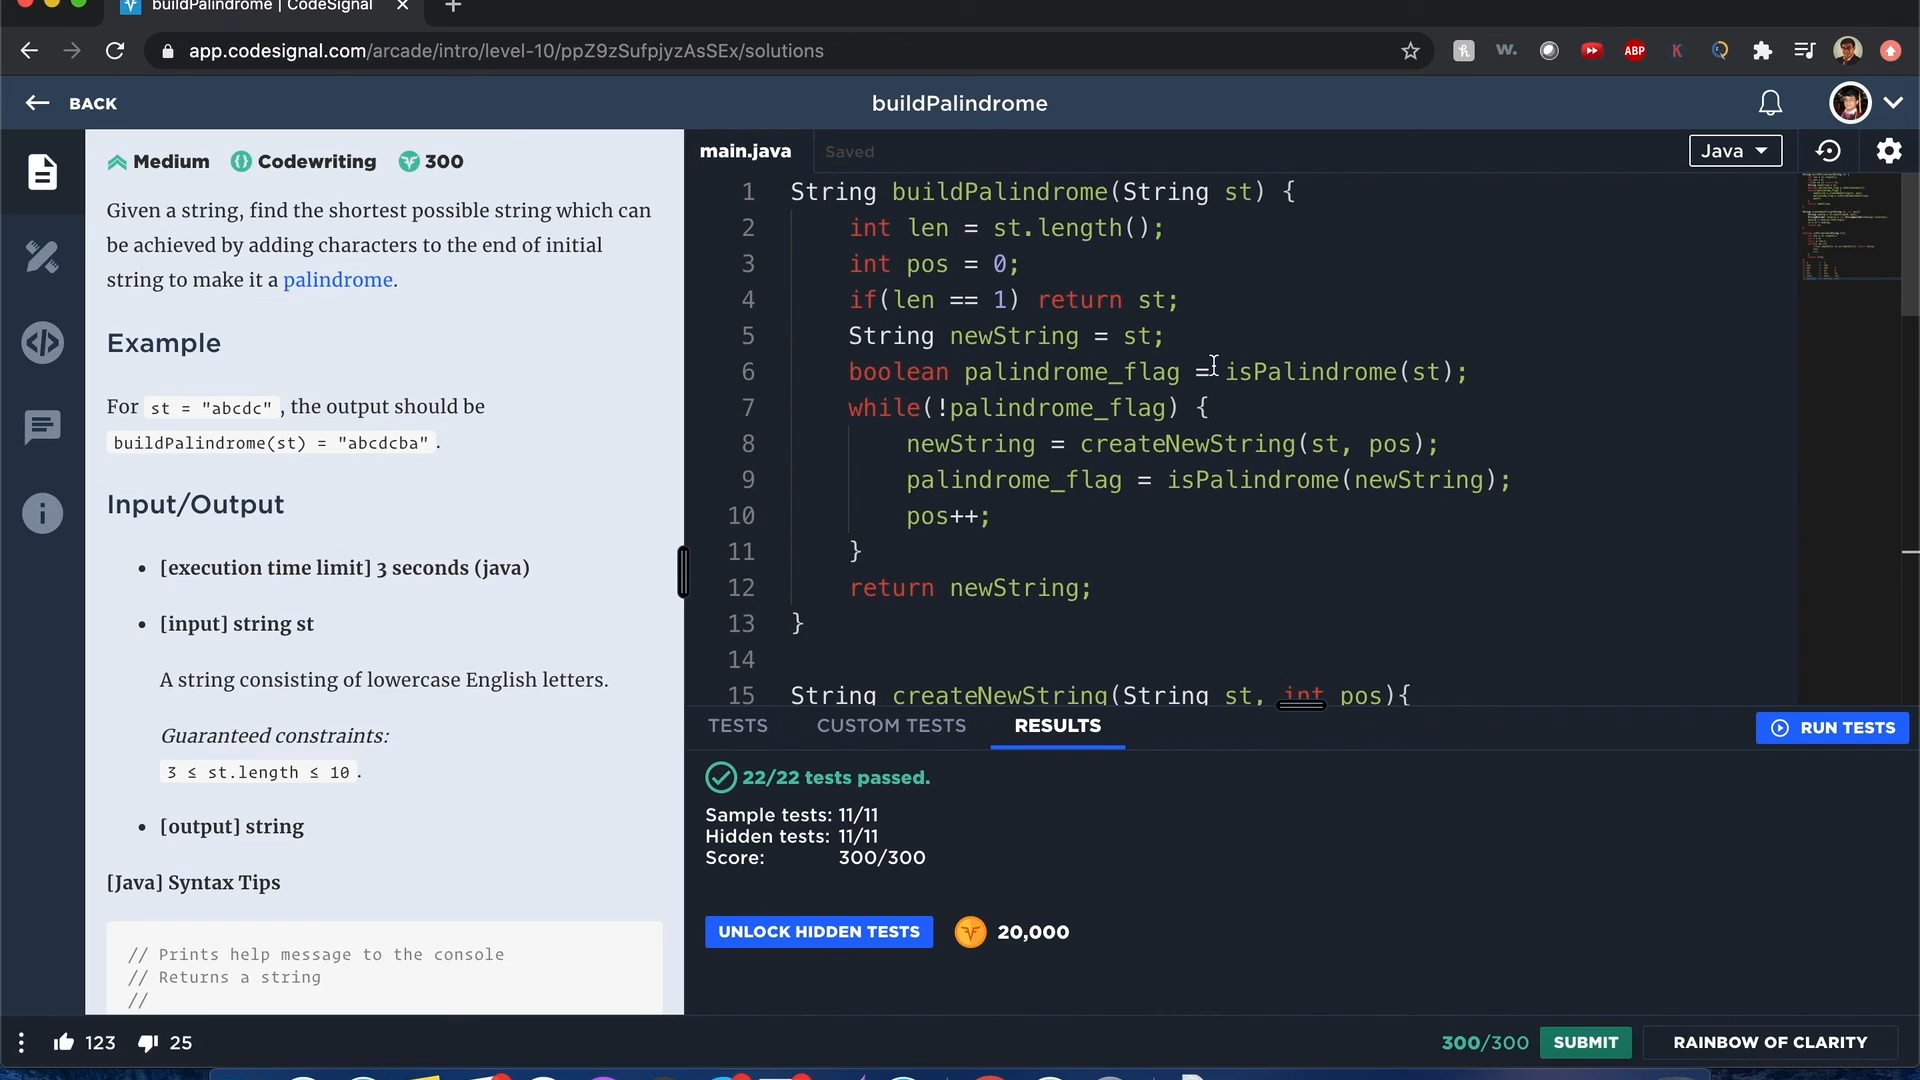 buildPalindrome | CodeSignal
app.codesignal.com/arcade/intro/level-10/ppZ9zSufpjyzAsSEx/solutions
ABP
BACK
buildPalindrome
Medium Codewriting 300
Given a string, find the shortest possible string which can
be achieved by adding characters to the end of initial
string to make it a palindrome.
Example
For st = "abcdc", the output should be
buildPalindrome(st) = "abcdcba".
Input/Output
[execution time limit] 3 seconds (java)
[input] string st
A string consisting of lowercase English letters.
Guaranteed constraints:
3 ≤ st.length ≤ 10.
[output] string
[Java] Syntax Tips
// Prints help message to the console
// Returns a string
//
main.java Saved Java
1 String buildPalindrome(String st) {
2 int len = st.length();
3 int pos = 0;
4 if(len == 1) return st;
5 String newString = st;
6 boolean palindrome_flag = isPalindrome(st);
7 while(!palindrome_flag) {
8 newString = createNewString(st, pos);
9 palindrome_flag = isPalindrome(newString);
10 pos++;
11 }
12 return newString;
13 }
14
15 String createNewString(String st, int pos){
TESTS CUSTOM TESTS RESULTS RUN TESTS
22/22 tests passed.
Sample tests: 11/11
Hidden tests: 11/11
Score: 300/300
UNLOCK HIDDEN TESTS 20,000
123 25
300/300 SUBMIT RAINBOW OF CLARITY